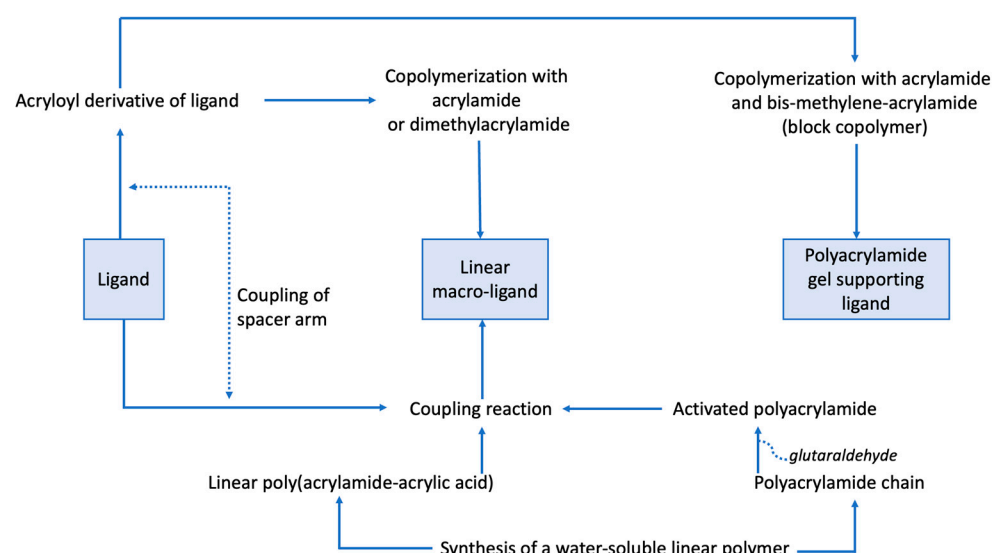 Acryloyl derivative of ligand
Copolymerization with
acrylamide
or dimethylacrylamide
Copolymerization with acrylamide
and bis-methylene-acrylamide
(block copolymer)
Ligand
Coupling of
spacer arm
Linear
macro-ligand
Polyacrylamide
gel supporting
ligand
Coupling reaction
Activated polyacrylamide
glutaraldehyde
Linear poly(acrylamide-acrylic acid)
Polyacrylamide chain
Synthesis of a water-soluble linear polymer